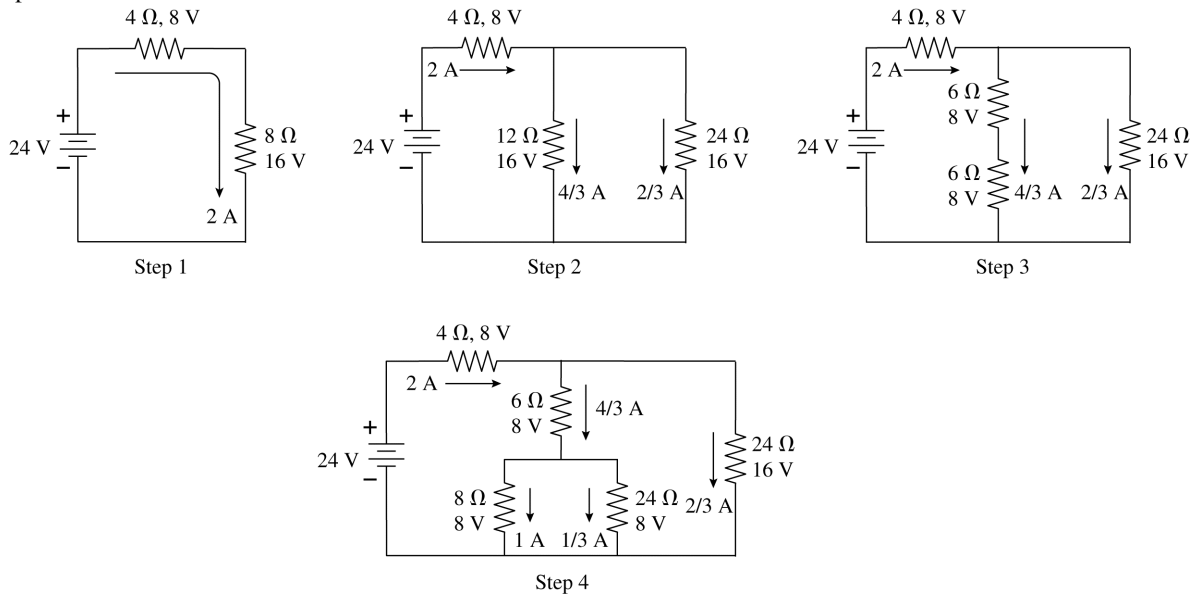 4 Ω, 8 V
+
24 V
−
8 Ω
16 V
2 A
Step 1
4 Ω, 8 V
2 A
+
24 V
−
12 Ω
16 V
4/3 A
2/3 A
24 Ω
16 V
Step 2
4 Ω, 8 V
2 A
+
24 V
−
6 Ω
8 V
6 Ω
8 V
4/3 A
2/3 A
24 Ω
16 V
Step 3
4 Ω, 8 V
2 A
6 Ω
8 V
4/3 A
+
24 V
−
8 Ω
8 V
1 A
1/3 A
24 Ω
8 V
2/3 A
24 Ω
16 V
Step 4